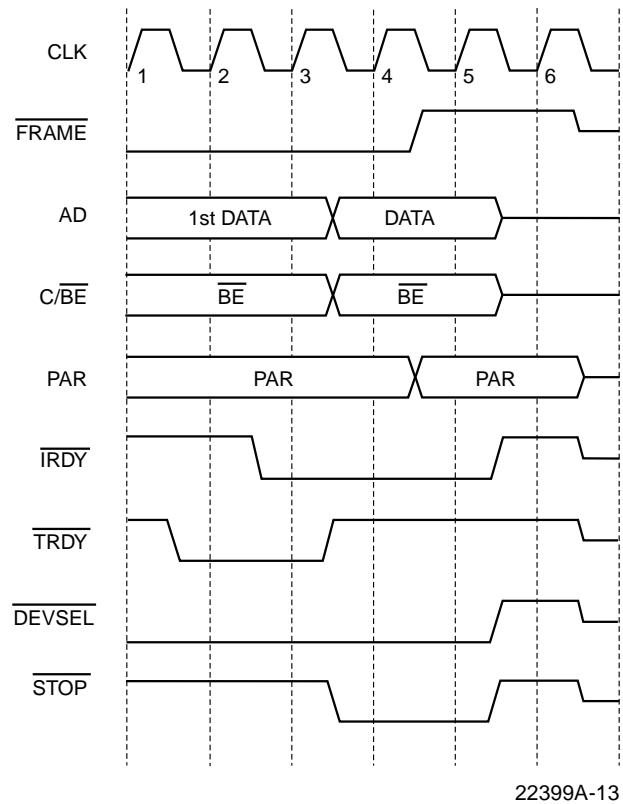 CLK
1 2 3 4 5 6
FRAME
AD 1st DATA DATA
C/BE BE BE
PAR PAR PAR
IRDY
TRDY
DEVSEL
STOP
22399A-13